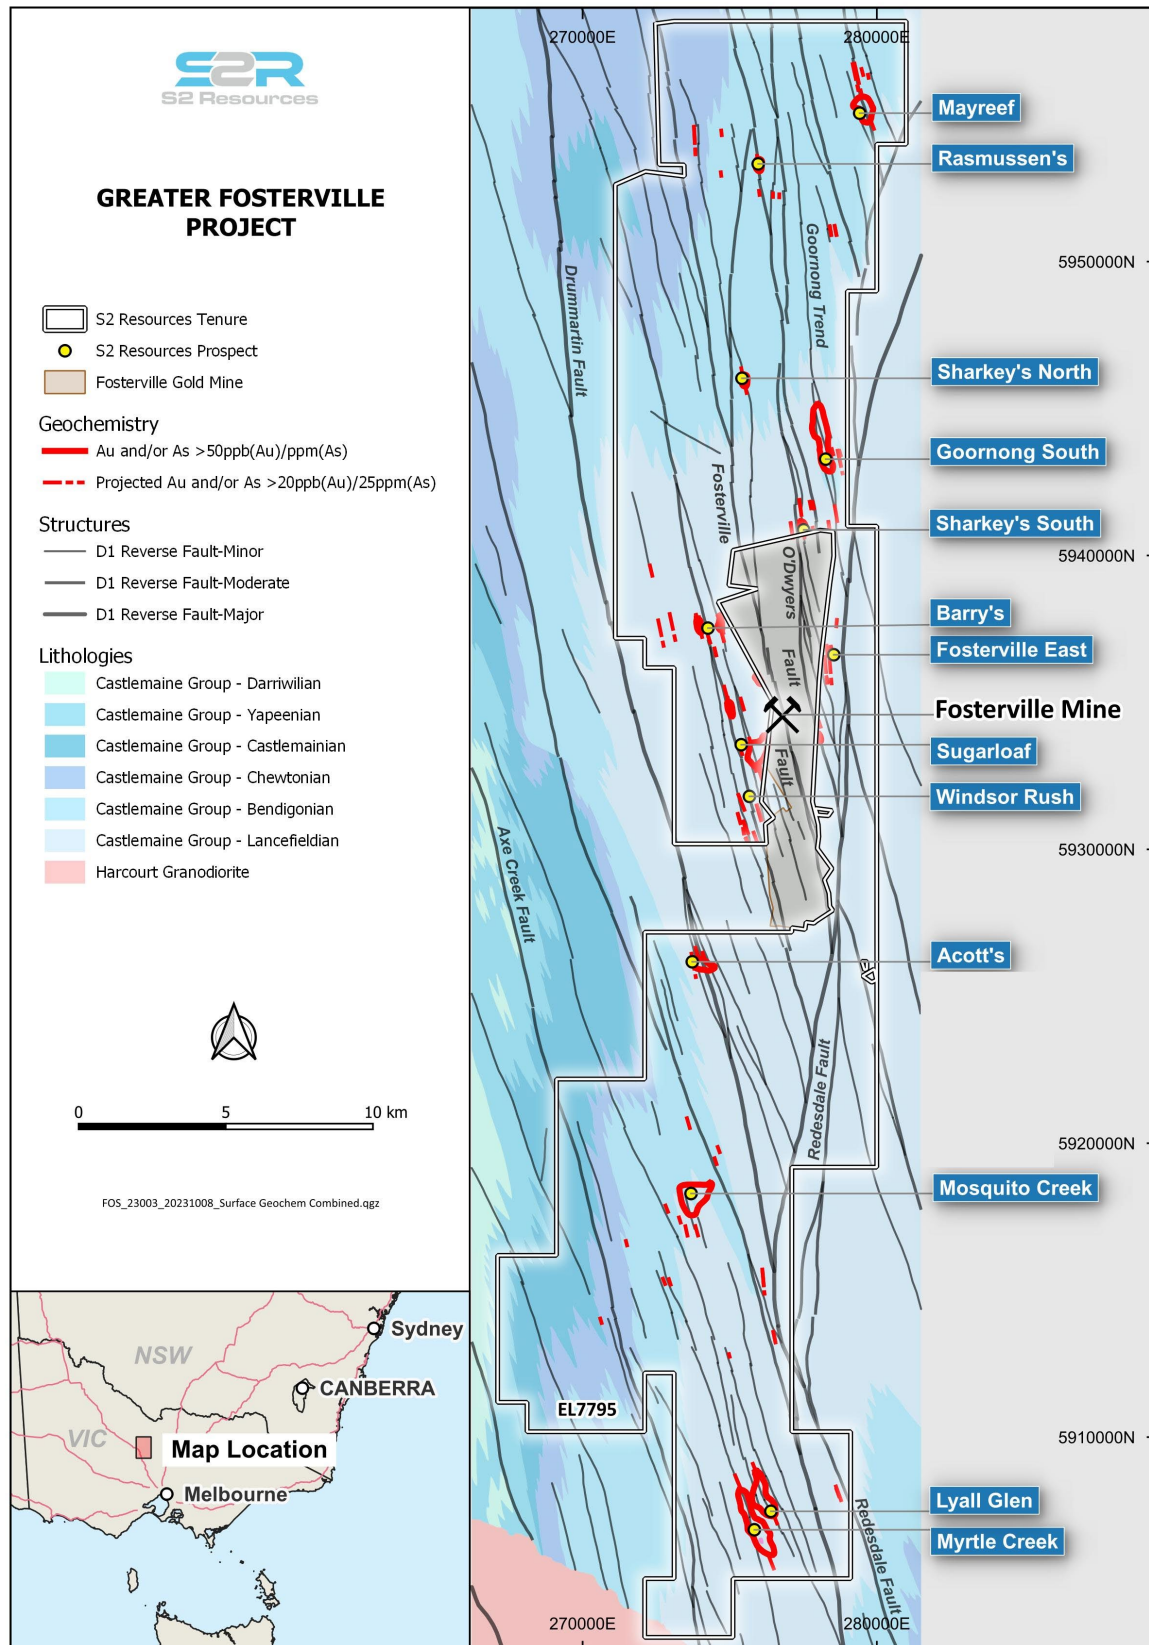 S2R
S2 Resources
GREATER FOSTERVILLE
PROJECT
S2 Resources Tenure
S2 Resources Prospect
Fosterville Gold Mine
Geochemistry
Au and/or As >50ppb(Au)/ppm(As)
Projected Au and/or As >20ppb(Au)/25ppm(As)
Structures
D1 Reverse Fault-Minor
D1 Reverse Fault-Moderate
D1 Reverse Fault-Major
Lithologies
Castlemaine Group - Darriwilian
Castlemaine Group - Yapeenian
Castlemaine Group - Castlemainian
Castlemaine Group - Chewtonian
Castlemaine Group - Bendigonian
Castlemaine Group - Lancefieldian
Harcourt Granodiorite
0 5 10 km
FOS_23003_20231008_Surface Geochem Combined.qgz
NSW
VIC
Sydney
CANBERRA
Map Location
Melbourne
270000E
280000E
Mayreef
Rasmussen's
Goornong Trend
5950000N
Drummartin Fault
Sharkey's North
Goornong South
Fosterville
Sharkey's South
5940000N
O'Dwyers
Barry's
Fault
Fosterville East
Fosterville Mine
Sugarloaf
Fault
Windsor Rush
5930000N
Axe Creek Fault
Acott's
Redesdale Fault
5920000N
Mosquito Creek
EL7795
5910000N
Lyall Glen
Myrtle Creek
Redesdale Fault
270000E
280000E